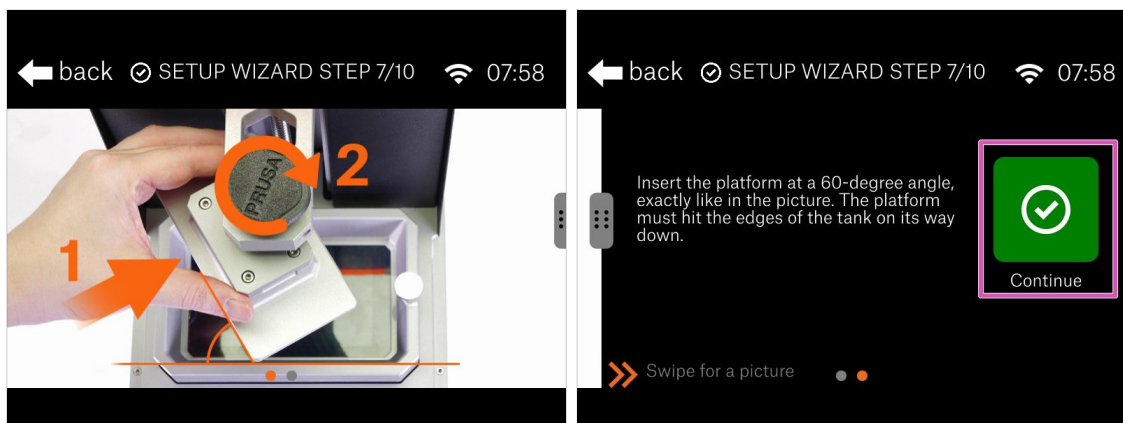 back
SETUP WIZARD STEP 7/10
07:58
1
2
PRUSA
back
SETUP WIZARD STEP 7/10
07:58
Insert the platform at a 60-degree angle,
exactly like in the picture. The platform
must hit the edges of the tank on its way
down.
Continue
Swipe for a picture